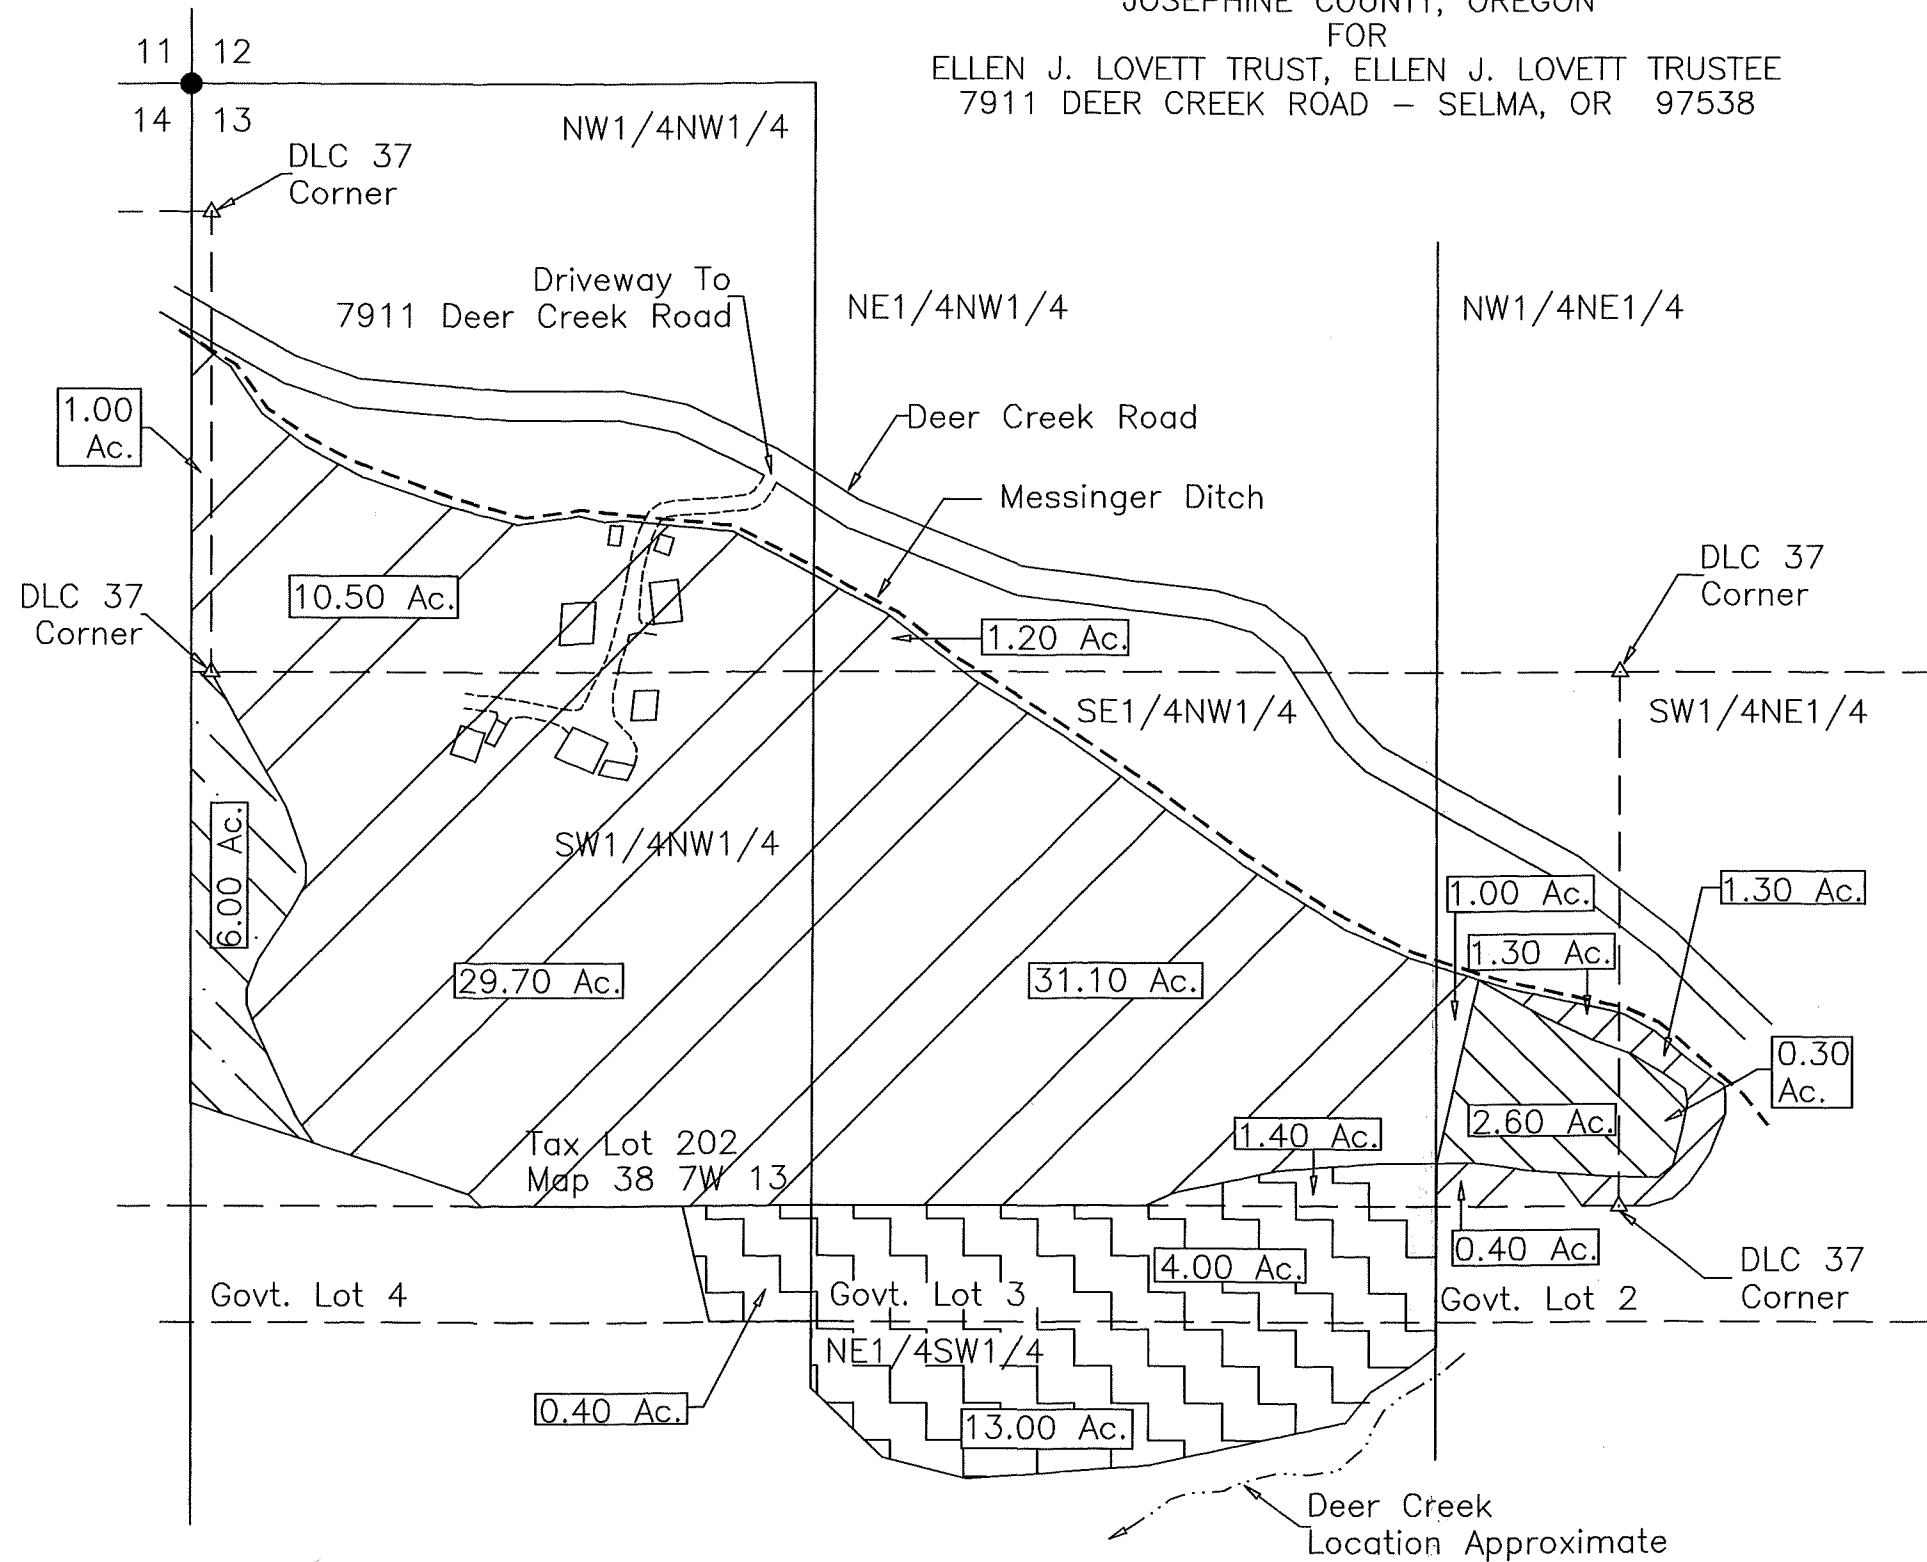 JOSEPHINE COUNTY, OREGON
FOR
ELLEN J. LOVETT TRUST, ELLEN J. LOVETT TRUSTEE
7911 DEER CREEK ROAD – SELMA, OR 97538
11 12
14 13
NW1/4NW1/4
DLC 37
Corner
Driveway To
7911 Deer Creek Road
NE1/4NW1/4
NW1/4NE1/4
1.00
Ac.
Deer Creek Road
Messinger Ditch
10.50 Ac.
DLC 37
Corner
DLC 37
Corner
1.20 Ac.
SE1/4NW1/4
SW1/4NE1/4
6.00 Ac.
SW1/4NW1/4
1.00 Ac.
1.30 Ac.
1.30 Ac.
29.70 Ac.
31.10 Ac.
0.30
Ac.
2.60 Ac.
1.40 Ac.
Tax Lot 202
Map 38 7W 13
0.40 Ac.
4.00 Ac.
DLC 37
Corner
Govt. Lot 4
Govt. Lot 3
Govt. Lot 2
NE1/4SW1/4
0.40 Ac.
13.00 Ac.
Deer Creek
Location Approximate